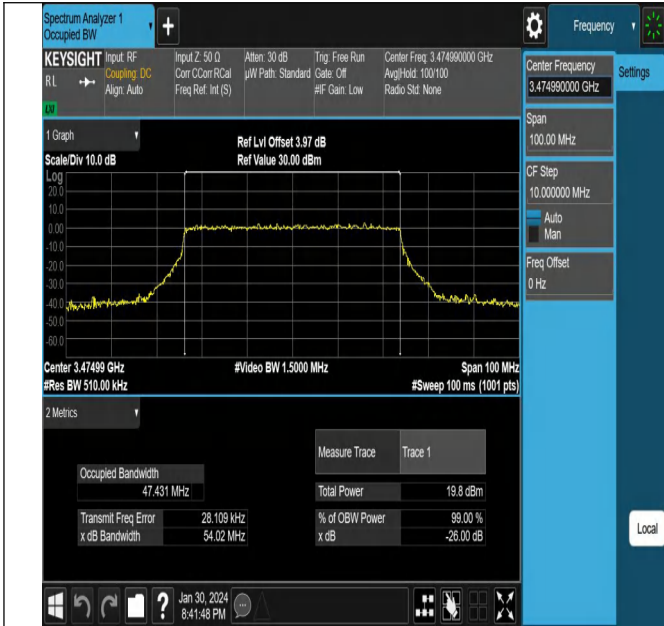 Spectrum Analyzer 1
Occupied BW
+
Frequency
KEYSIGHT
RL
LXI
Input: RF
Coupling: DC
Align: Auto
Input Z: 50 Ω
Corr CCorr RCal
Freq Ref: Int (S)
Atten: 30 dB
µW Path: Standard
Trig: Free Run
Gate: Off
#IF Gain: Low
Center Freq: 3.474990000 GHz
Avg|Hold: 100/100
Radio Std: None
Center Frequency
3.474990000 GHz
Settings
Span
100.00 MHz
CF Step
10.000000 MHz
Auto
Man
Freq Offset
0 Hz
Local
1 Graph
Scale/Div 10.0 dB
Ref Lvl Offset 3.97 dB
Ref Value 30.00 dBm
Log
20.0
10.0
0.00
-10.0
-20.0
-30.0
-40.0
-50.0
-60.0
Center 3.47499 GHz
#Res BW 510.00 kHz
#Video BW 1.5000 MHz
Span 100 MHz
#Sweep 100 ms (1001 pts)
2 Metrics
Measure Trace Trace 1
Occupied Bandwidth
47.431 MHz
Total Power 19.8 dBm
Transmit Freq Error 28.109 kHz
% of OBW Power 99.00 %
x dB Bandwidth 54.02 MHz
x dB -26.00 dB
?
Jan 30, 2024
8:41:48 PM